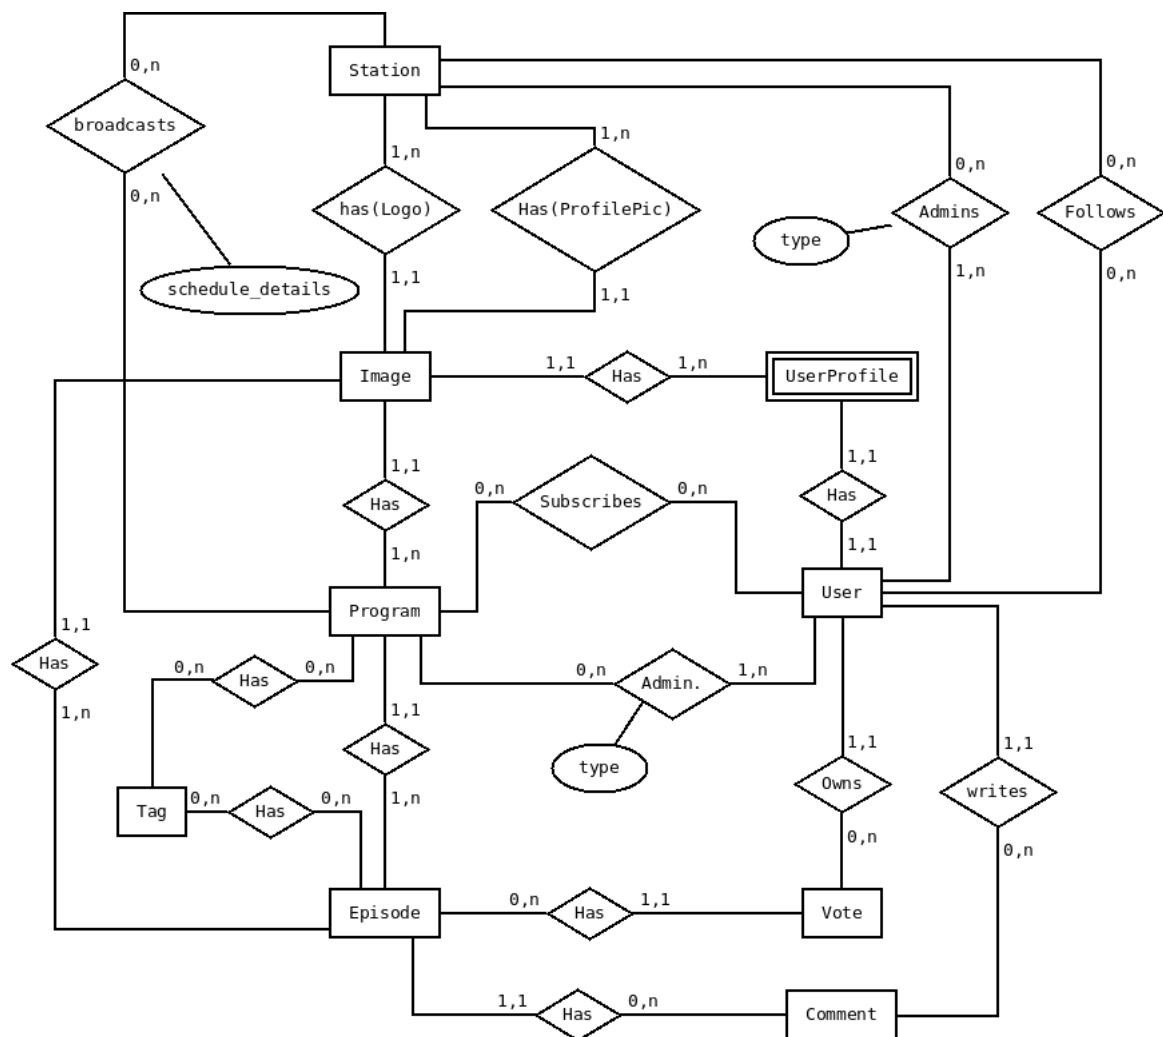 0,n
Station
broadcasts
1,n
1,n
0,n
0,n
0,n
has(Logo)
Has(ProfilePic)
Admins
Follows
type
schedule_details
1,1
1,1
1,n
0,n
1,1
1,n
Image
Has
UserProfile
1,1
1,1
0,n
0,n
Has
Subscribes
Has
1,n
1,1
User
Program
1,1
Has
1,n
0,n
0,n
Has
0,n
1,n
Admin.
1,1
Has
type
1,1
1,1
Owns
writes
0,n
0,n
1,n
Tag
Has
0,n
0,n
Episode
0,n
1,1
Has
Vote
1,1
0,n
Has
Comment